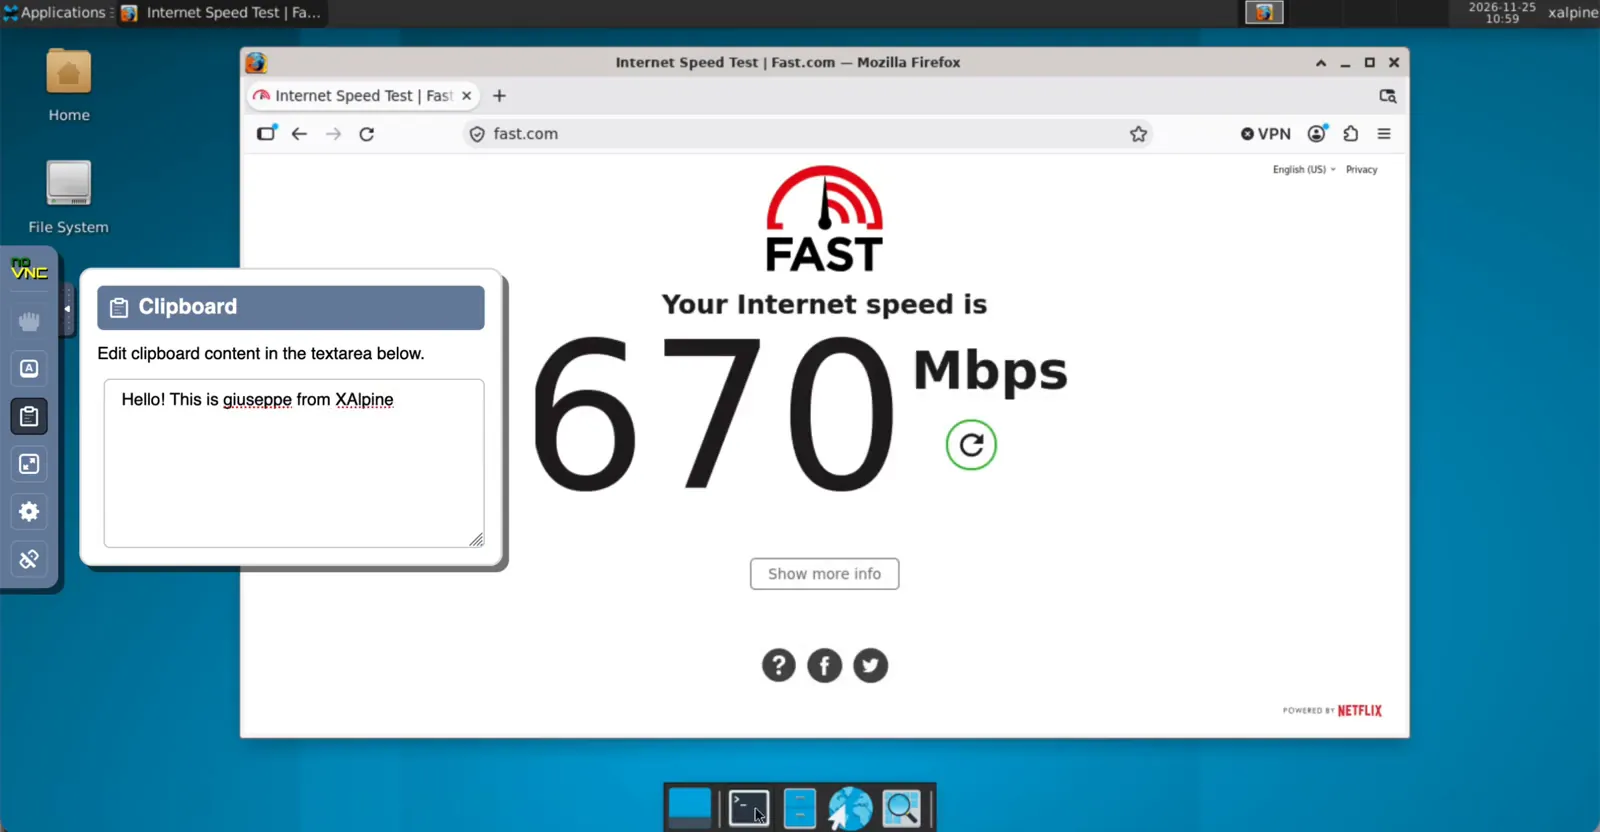 Applications
Internet Speed Test | Fa...
2026-11-25
10:59
xalpine
Home
File System
Internet Speed Test | Fast.com — Mozilla Firefox
Internet Speed Test | Fast
fast.com
VPN
English (US)
Privacy
FAST
Your Internet speed is
670 Mbps
Show more info
POWERED BY NETFLIX
no
VNC
A
Clipboard
Edit clipboard content in the textarea below.
Hello! This is giuseppe from XAlpine